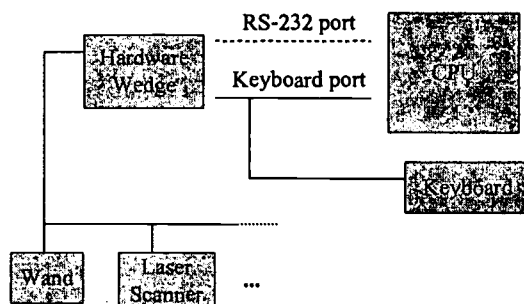 RS-232 port
Hardware
Wedge
CPU
Keyboard port
Keyboard
Wand
Laser
Scanner
...